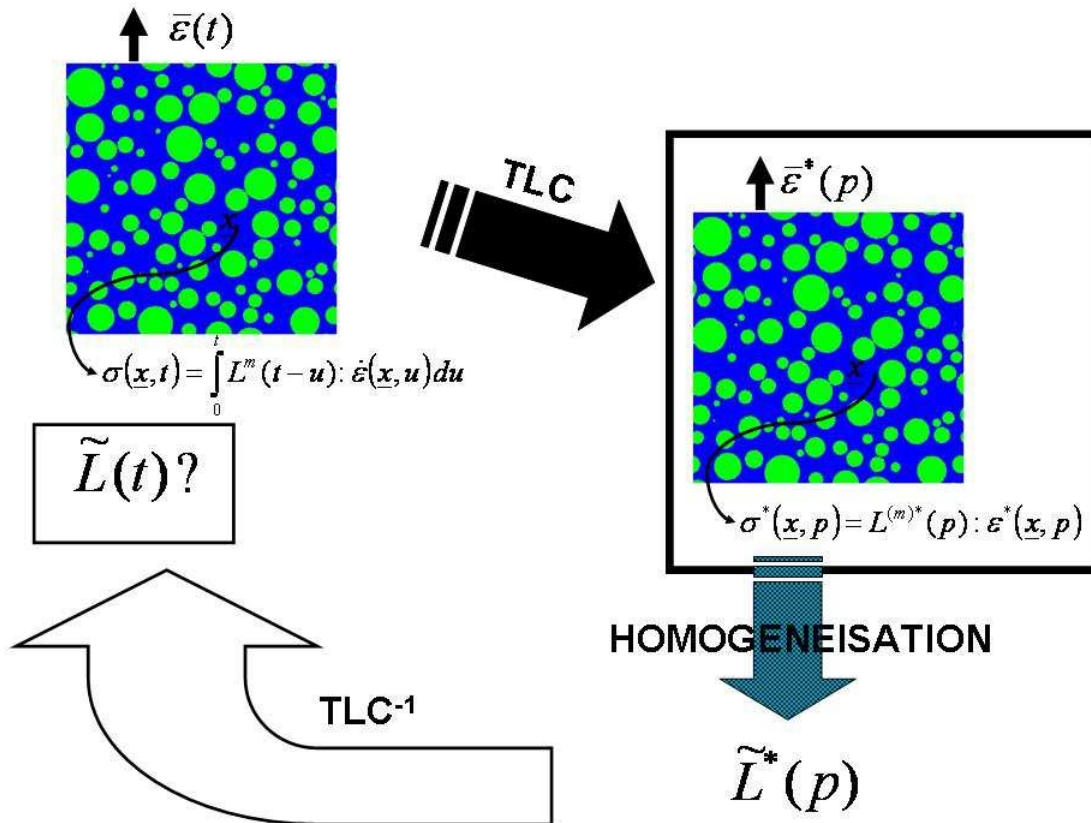 ε̄(t)
TLC
ε̄*(p)
x
σ(x, t) = ∫₀ᵗ Lᵐ (t − u) : ε̇(x, u) du
L̃(t) ?
x
σ*(x, p) = L⁽ᵐ⁾*(p) : ε*(x, p)
HOMOGENEISATION
TLC⁻¹
L̃*(p)